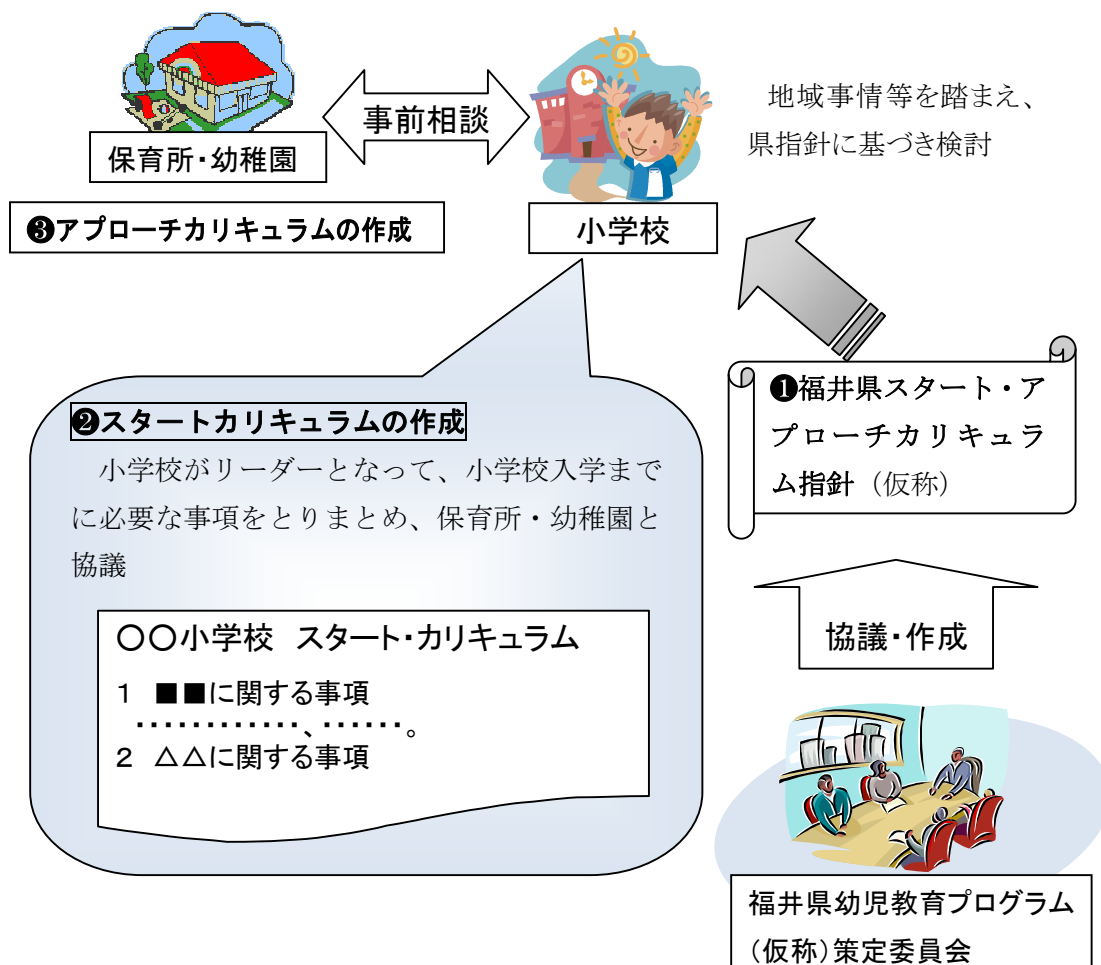 事前相談
保育所・幼稚園
地域事情等を踏まえ、
県指針に基づき検討
❸アプローチカリキュラムの作成
小学校
❷スタートカリキュラムの作成
小学校がリーダーとなって、小学校入学まで
に必要な事項をとりまとめ、保育所・幼稚園と
協議
〇〇小学校　スタート・カリキュラム
１　■■に関する事項
・・・・・・・・・・・・、・・・・・・。
２　△△に関する事項
❶福井県スタート・ア
プローチカリキュラ
ム指針（仮称）
協議・作成
福井県幼児教育プログラム
（仮称）策定委員会